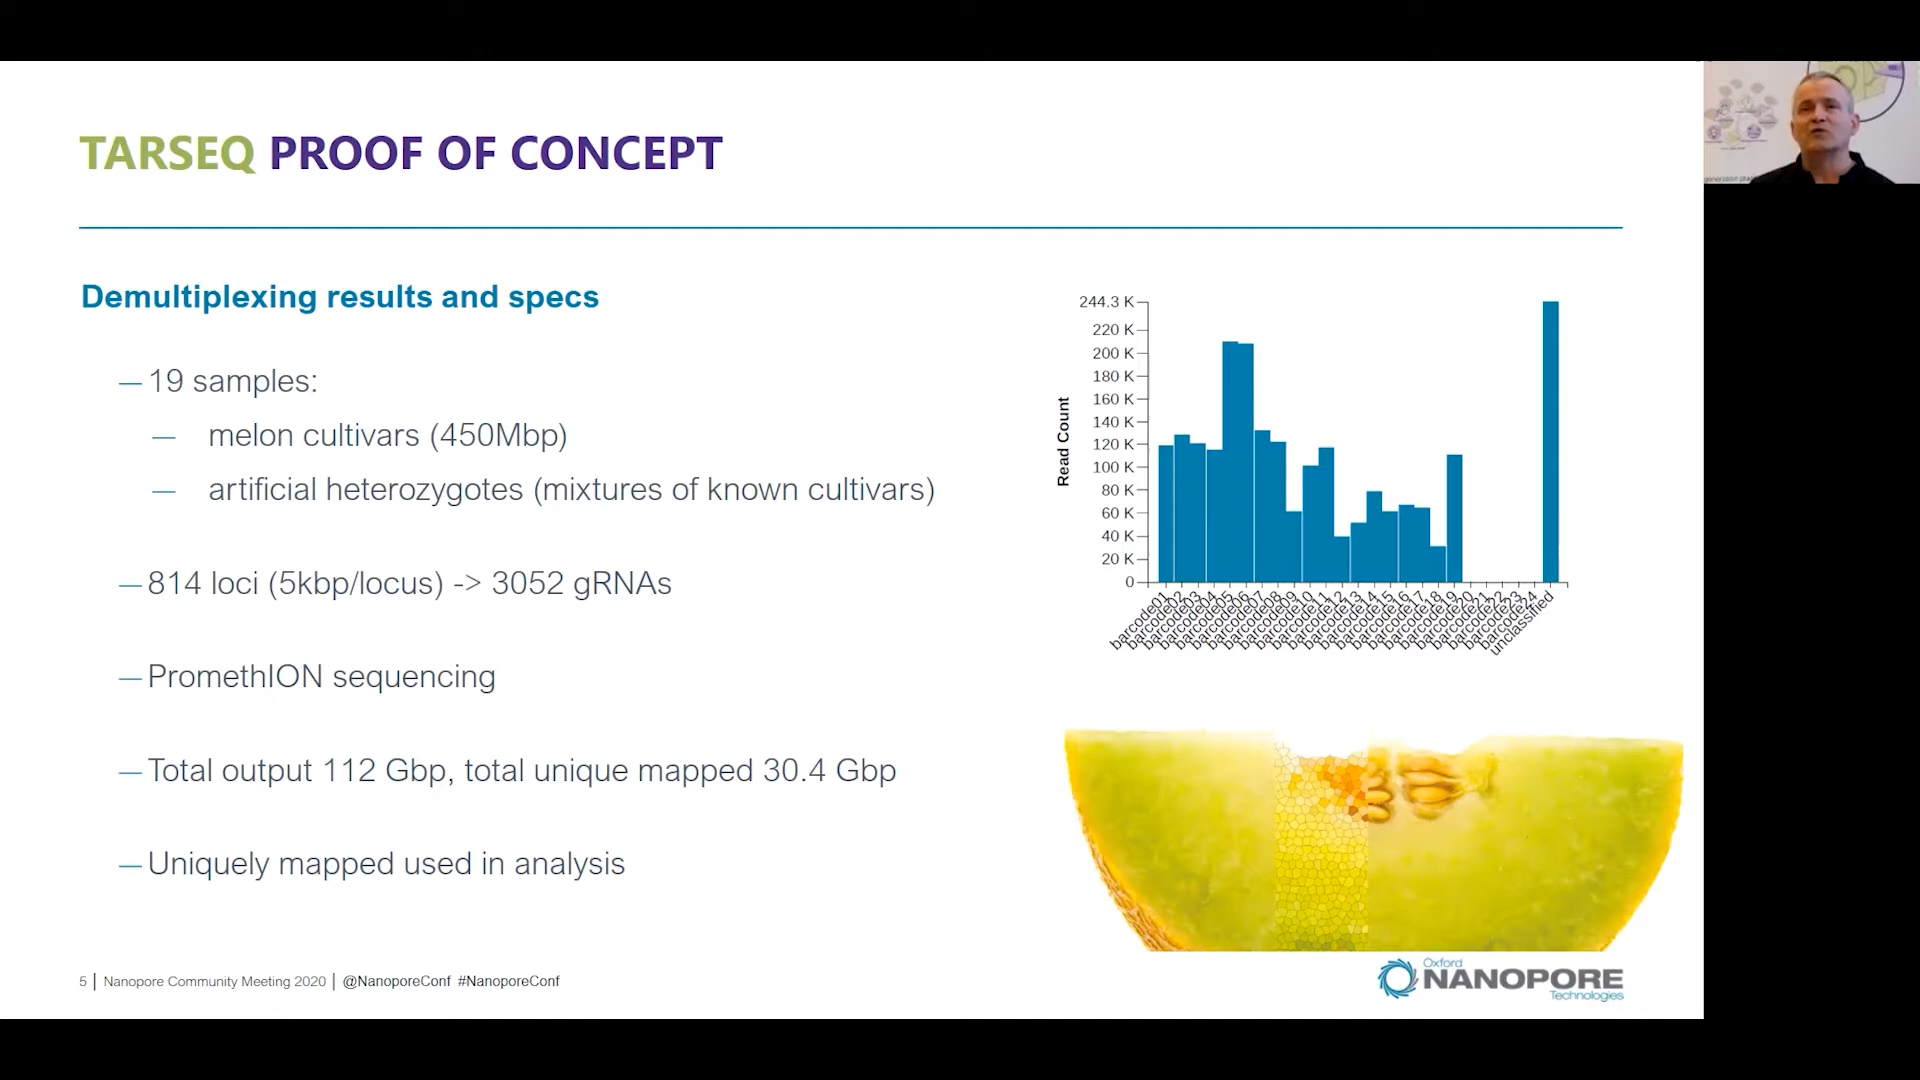 TARSEQ PROOF OF CONCEPT
Demultiplexing results and specs
— 19 samples:
— melon cultivars (450Mbp)
— artificial heterozygotes (mixtures of known cultivars)
— 814 loci (5kbp/locus) -> 3052 gRNAs
— PromethION sequencing
— Total output 112 Gbp, total unique mapped 30.4 Gbp
— Uniquely mapped used in analysis
Read Count
244.3 K
220 K
200 K
180 K
160 K
140 K
120 K
100 K
80 K
60 K
40 K
20 K
0
barcode01
barcode02
barcode03
barcode04
barcode05
barcode06
barcode07
barcode08
barcode09
barcode10
barcode11
barcode12
barcode13
barcode14
barcode15
barcode16
barcode17
barcode18
barcode19
barcode20
barcode21
barcode22
barcode23
barcode24
unclassified
5 | Nanopore Community Meeting 2020 | @NanoporeConf #NanoporeConf
Oxford
NANOPORE
Technologies